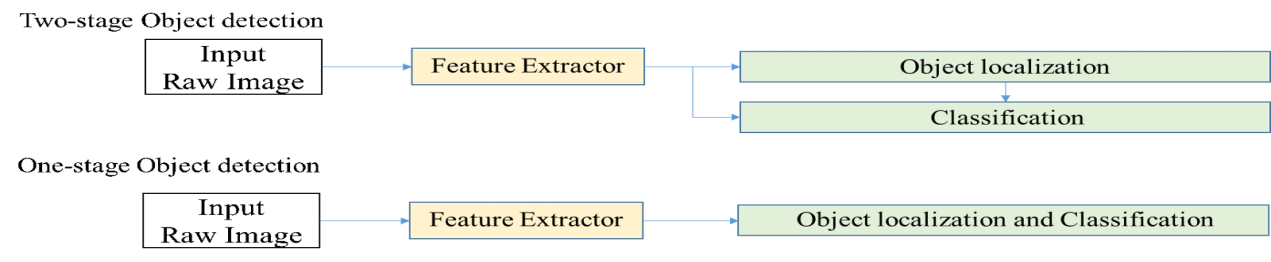 Two-stage Object detection
Input
Raw Image
Feature Extractor
Object localization
Classification
One-stage Object detection
Input
Raw Image
Feature Extractor
Object localization and Classification